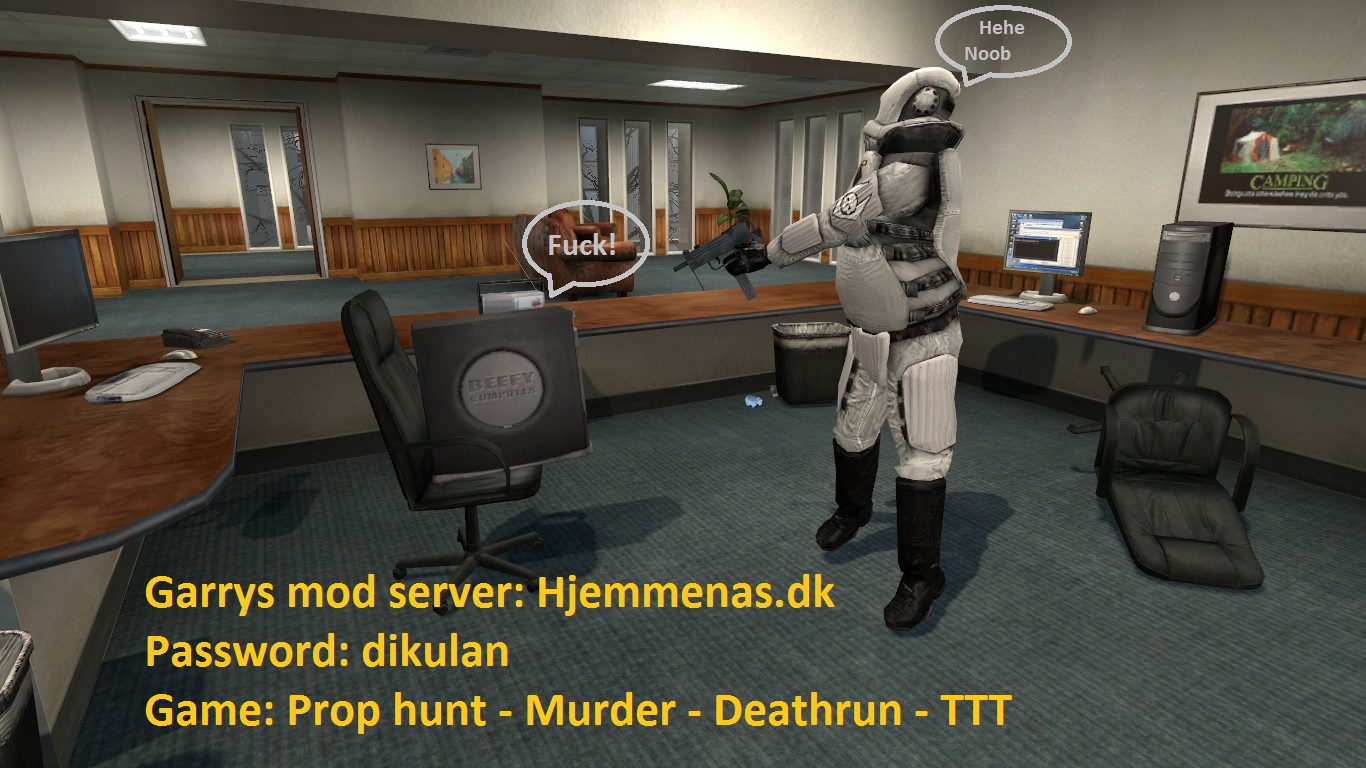 Hehe
Noob
CAMPING
Fuck!
BEEFY
COMPUTER
Garrys mod server: Hjemmenas.dk
Password: dikulan
Game: Prop hunt - Murder - Deathrun - TTT